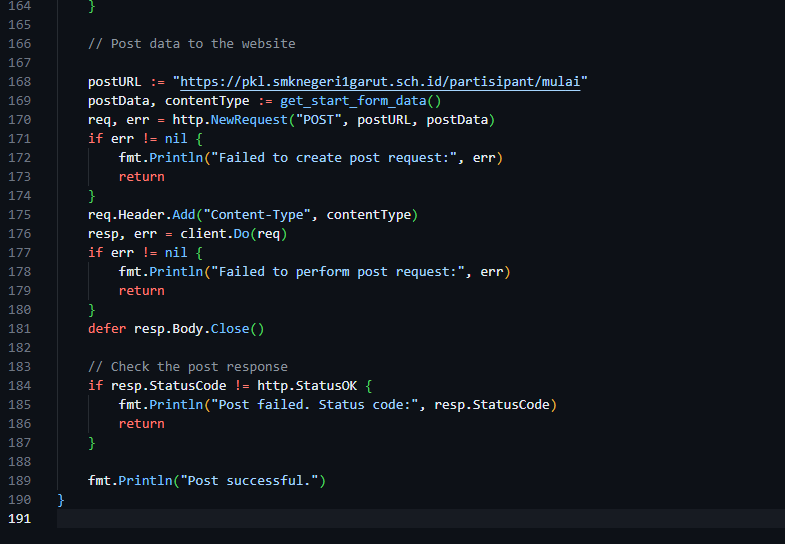 164     }
165
166     // Post data to the website
167
168     postURL := "https://pkl.smknegeri1garut.sch.id/partisipant/mulai"
169     postData, contentType := get_start_form_data()
170     req, err = http.NewRequest("POST", postURL, postData)
171     if err != nil {
172         fmt.Println("Failed to create post request:", err)
173         return
174     }
175     req.Header.Add("Content-Type", contentType)
176     resp, err = client.Do(req)
177     if err != nil {
178         fmt.Println("Failed to perform post request:", err)
179         return
180     }
181     defer resp.Body.Close()
182
183     // Check the post response
184     if resp.StatusCode != http.StatusOK {
185         fmt.Println("Post failed. Status code:", resp.StatusCode)
186         return
187     }
188
189     fmt.Println("Post successful.")
190 }
191